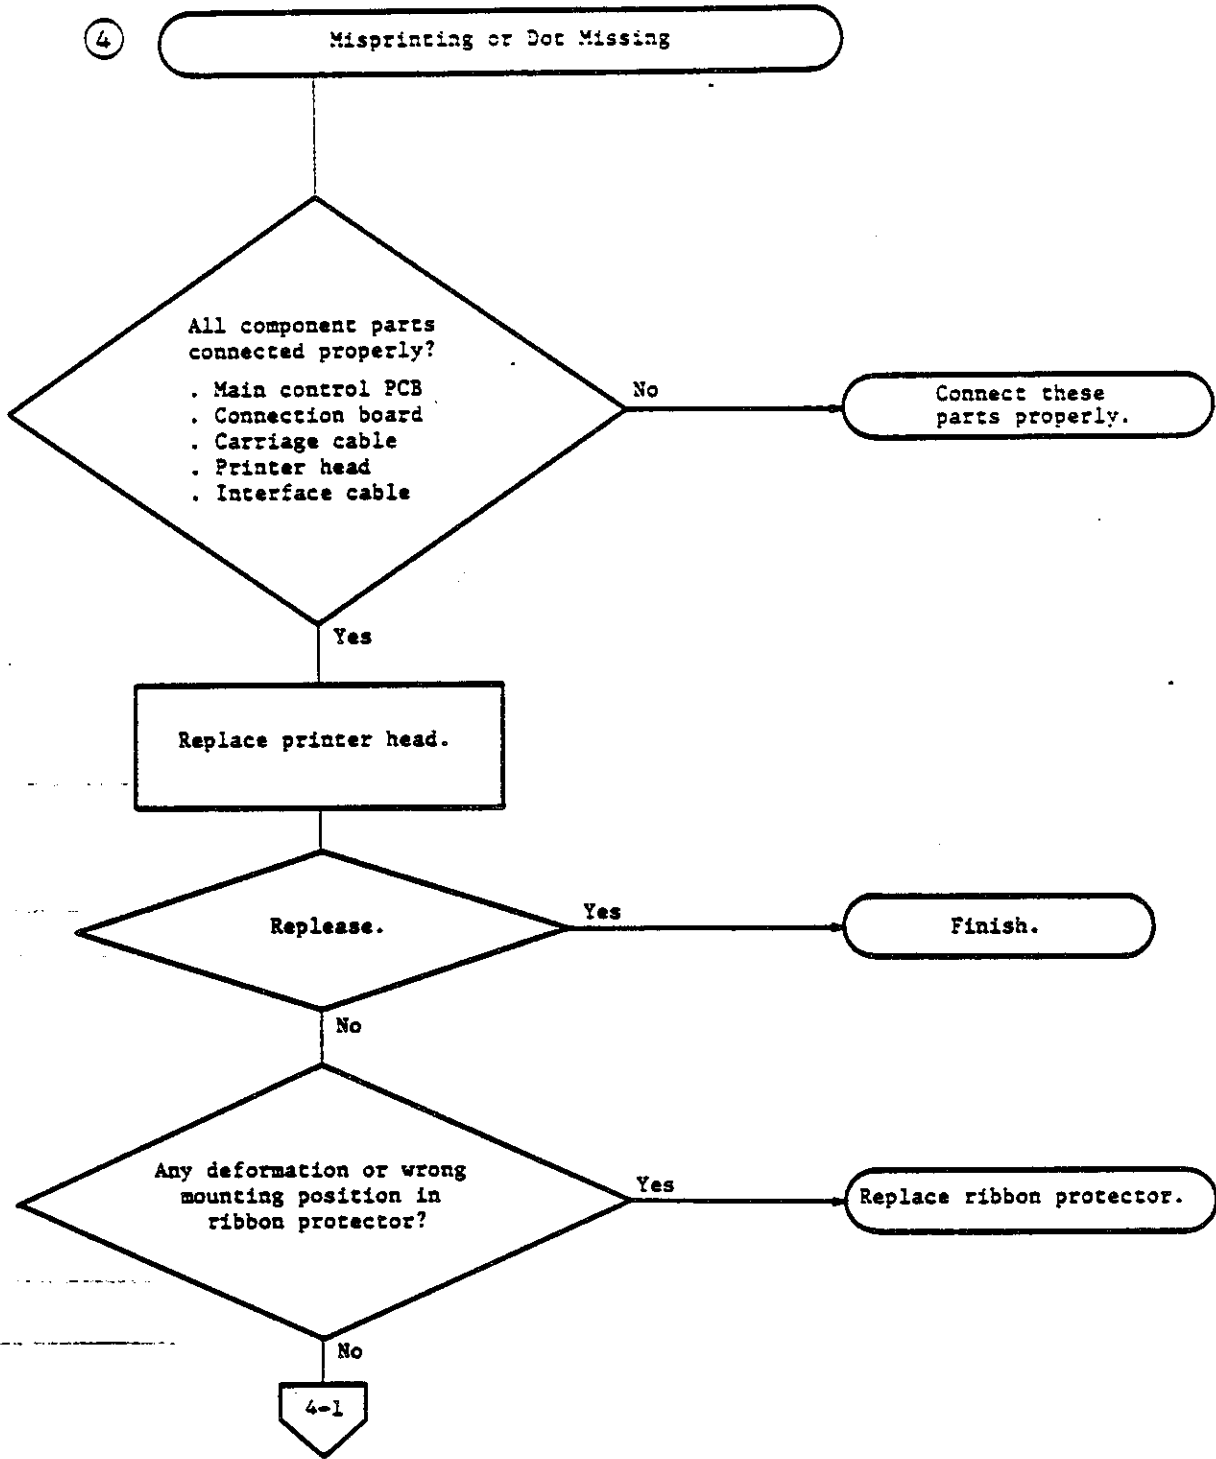 4
Misprinting or Dot Missing
All component parts
connected properly?
. Main control PCB
. Connection board
. Carriage cable
. Printer head
. Interface cable
No
Connect these
parts properly.
Yes
Replace printer head.
Replease.
Yes
Finish.
No
Any deformation or wrong
mounting position in
ribbon protector?
Yes
Replace ribbon protector.
No
4-1